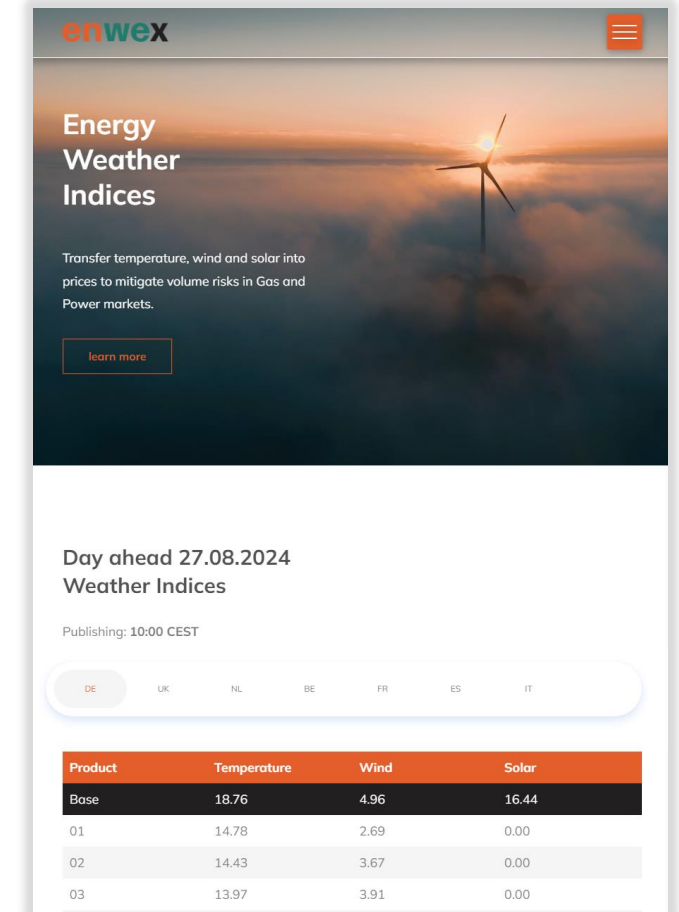 enwex
Energy
Weather
Indices
Transfer temperature, wind and solar into
prices to mitigate volume risks in Gas and
Power markets.
learn more
Day ahead 27.08.2024
Weather Indices
Publishing: 10:00 CEST
DE UK NL BE FR ES IT
Product Temperature Wind Solar
Base 18.76 4.96 16.44
01 14.78 2.69 0.00
02 14.43 3.67 0.00
03 13.97 3.91 0.00